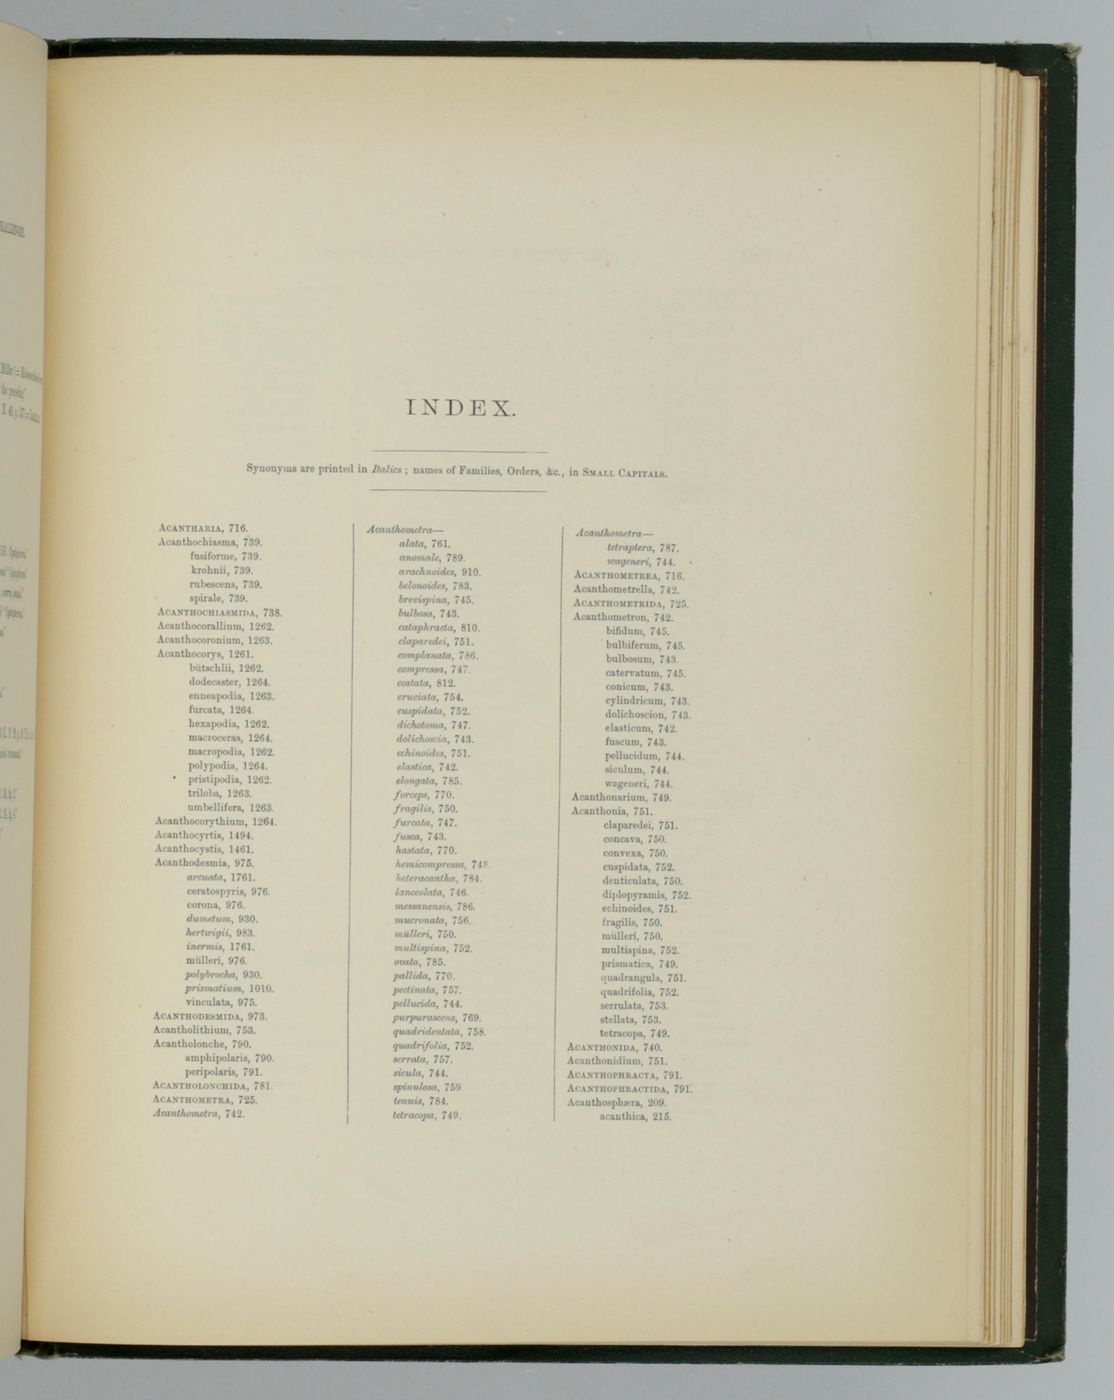 HALLENGER.
INDEX.
Synonyms are printed in Italics; names of Families, Orders, &c., in SMALL CAPITALS.
ACANTHARIA, 716.
Acanthochiasma, 739.
fusiforme, 739.
krohnii, 739.
rubescens, 739.
spirale, 739.
ACANTHOCHIASMIDA, 738.
Acanthocorallium, 1262.
Acanthocoronium, 1263.
Acanthocorys, 1261.
bütschlii, 1262.
dodecaster, 1264.
enneapodia, 1263.
furcata, 1264.
hexapodia, 1262.
macroceras, 1264.
macropodia, 1262.
polypodia, 1264.
pristipodia, 1262.
triloba, 1263.
umbellifera, 1263.
Acanthocorythium, 1264.
Acanthocyrtis, 1494.
Acanthocystis, 1461.
Acanthodesmia, 975.
arcuata, 1761.
ceratospyris, 976.
corona, 976.
dumetum, 930.
hertwigii, 983.
inermis, 1761.
mülleri, 976.
polybrocha, 930.
prismatium, 1010.
vinculata, 975.
ACANTHODESMIDA, 973.
Acantholithium, 753.
Acantholonche, 790.
amphipolaris, 790.
peripolaris, 791.
ACANTHOLONCHIDA, 781.
ACANTHOMETRA, 725.
Acanthometra, 742.
Acanthometra—
alata, 761.
anomale, 789.
arachnoides, 910.
belonoides, 783.
brevispina, 745.
bulbosa, 743.
cataphracta, 810.
claparedei, 751.
complanata, 786.
compressa, 747.
costata, 812.
cruciata, 754.
cuspidata, 752.
dichotoma, 747.
dolichoscia, 743.
echinoides, 751.
elastica, 742.
elongata, 785.
forceps, 770.
fragilis, 750.
furcata, 747.
fusca, 743.
hastata, 770.
hemicompressa, 748.
heteracantha, 784.
lanceolata, 746.
messanensis, 786.
mucronata, 756.
mülleri, 750.
multispina, 752.
ovata, 785.
pallida, 770.
pectinata, 757.
pellucida, 744.
purpurascens, 769.
quadridentata, 758.
quadrifolia, 752.
serrata, 757.
sicula, 744.
spinulosa, 759
tenuis, 784.
tetracopa, 749.
Acanthometra—
tetraptera, 787.
wageneri, 744.
ACANTHOMETREA, 716.
Acanthometrella, 742.
ACANTHOMETRIDA, 725.
Acanthometron, 742.
bifidum, 745.
bulbiferum, 745.
bulbosum, 743.
catervatum, 745.
conicum, 743.
cylindricum, 743.
dolichoscion, 743.
elasticum, 742.
fuscum, 743.
pellucidum, 744.
siculum, 744.
wageneri, 744.
Acanthonarium, 749.
Acanthonia, 751.
claparedei, 751.
concava, 750.
convexa, 750.
cuspidata, 752.
denticulata, 750.
diplopyramis, 752.
echinoides, 751.
fragilis, 750.
mülleri, 750.
multispina, 752.
prismatica, 749.
quadrangula, 751.
quadrifolia, 752.
serrulata, 753.
stellata, 753.
tetracopa, 749.
ACANTHONIDA, 740.
Acanthonidium, 751.
ACANTHOPHRACTA, 791.
ACANTHOPHRACTIDA, 791.
Acanthosphæra, 209.
acanthica, 215.